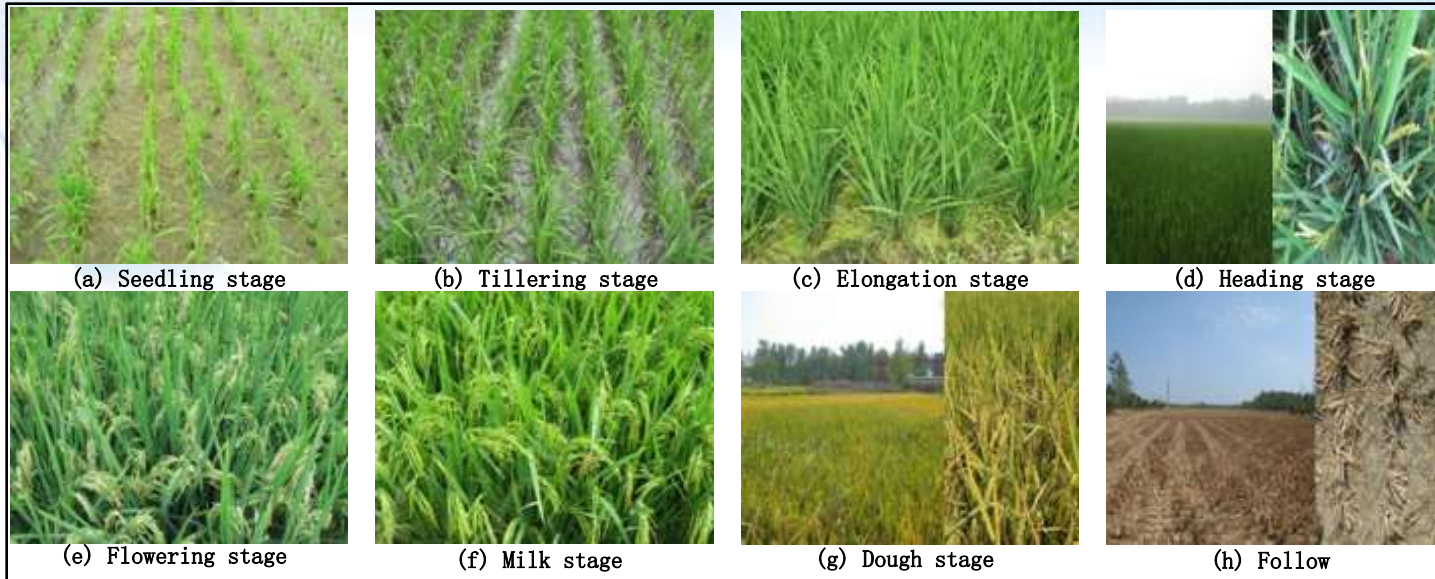 (a) Seedling stage
(b) Tillering stage
(c) Elongation stage
(d) Heading stage
(e) Flowering stage
(f) Milk stage
(g) Dough stage
(h) Follow